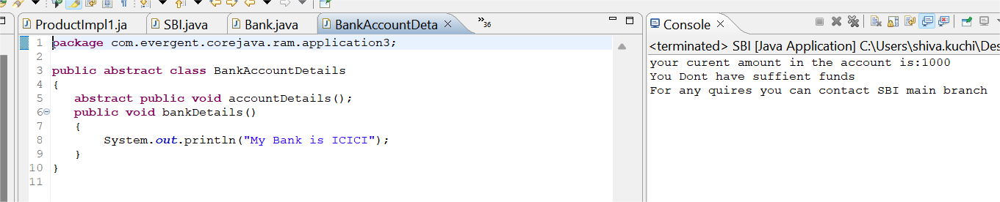 ProductImpl1.ja SBI.java Bank.java BankAccountDeta 36
1 package com.evergent.corejava.ram.application3;
2
3 public abstract class BankAccountDetails
4 {
5 abstract public void accountDetails();
6 public void bankDetails()
7 {
8 System.out.println("My Bank is ICICI");
9 }
10 }
11
Console
<terminated> SBI [Java Application] C:\Users\shiva.kuchi\Des
your curent amount in the account is:1000
You Dont have suffient funds
For any quires you can contact SBI main branch